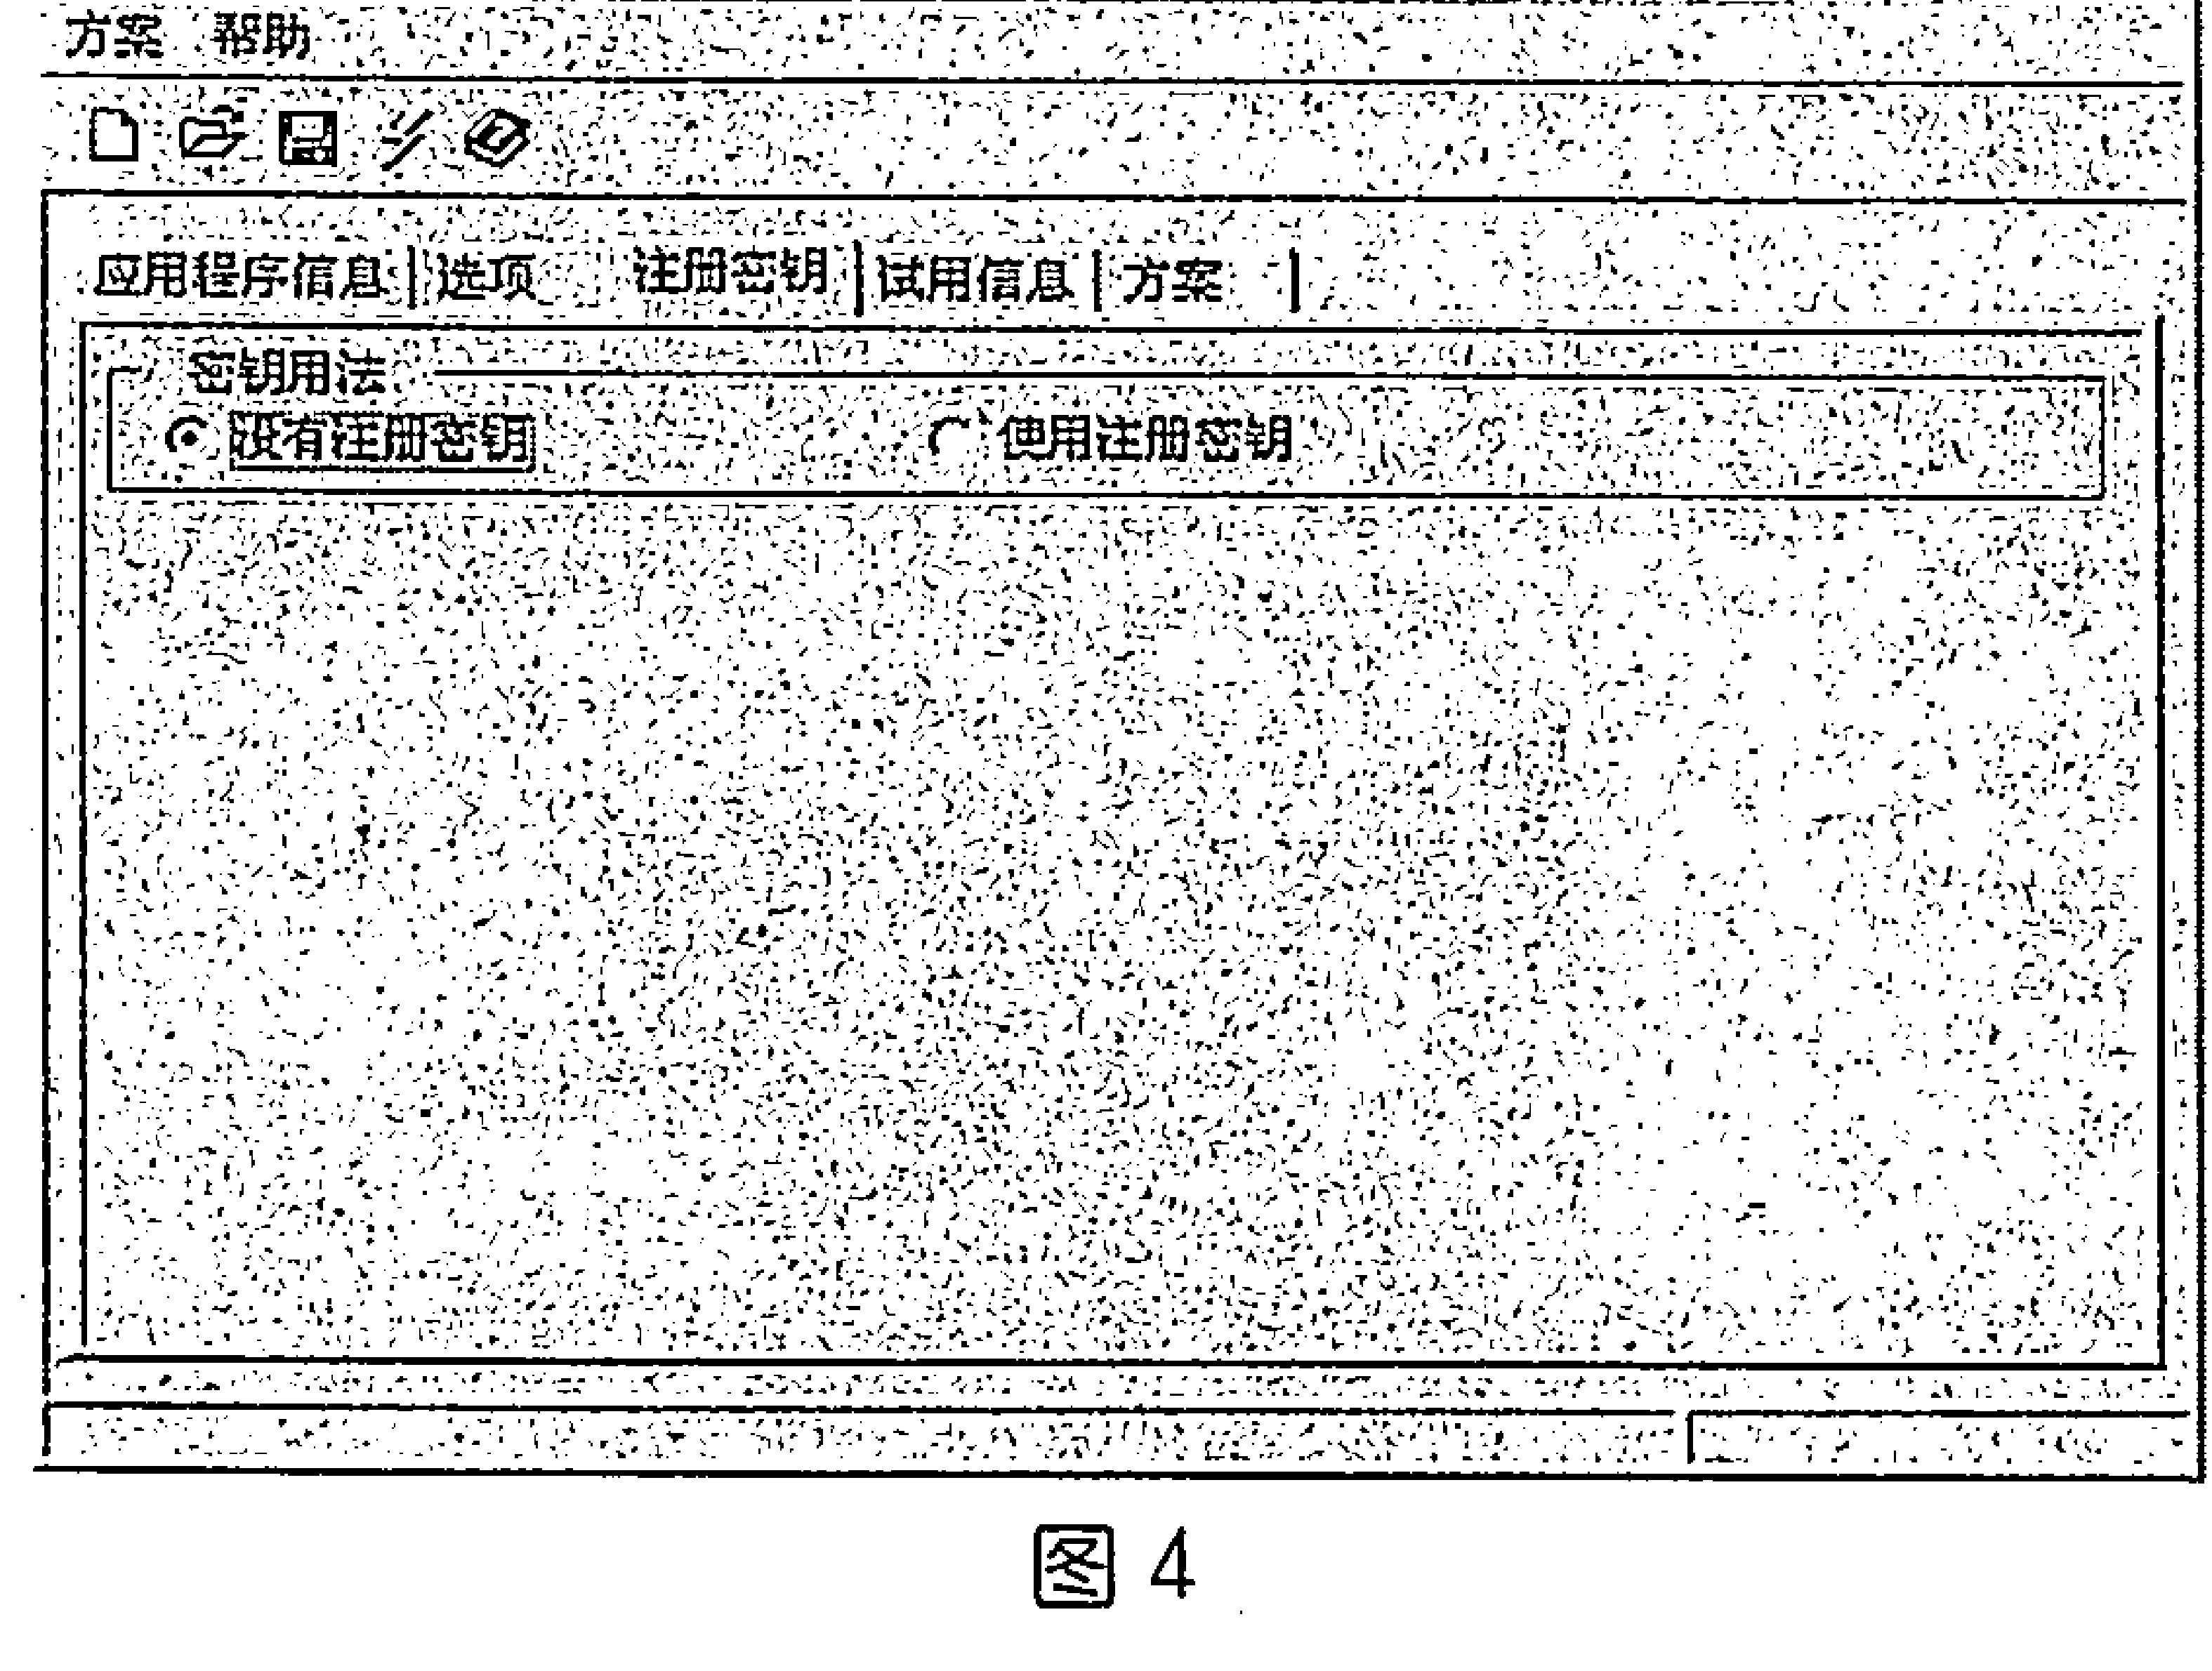 方案 帮助
应用程序信息 选项 注册密钥 试用信息 方案
密钥用法
没有注册密钥 使用注册密钥
图 4